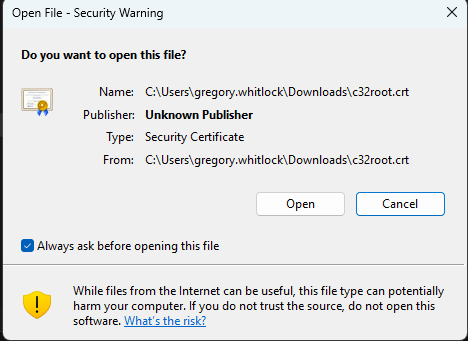 Open File - Security Warning
Do you want to open this file?
Name: C:\Users\gregory.whitlock\Downloads\c32root.crt
Publisher: Unknown Publisher
Type: Security Certificate
From: C:\Users\gregory.whitlock\Downloads\c32root.crt
Open Cancel
Always ask before opening this file
While files from the Internet can be useful, this file type can potentially
harm your computer. If you do not trust the source, do not open this
software. What's the risk?